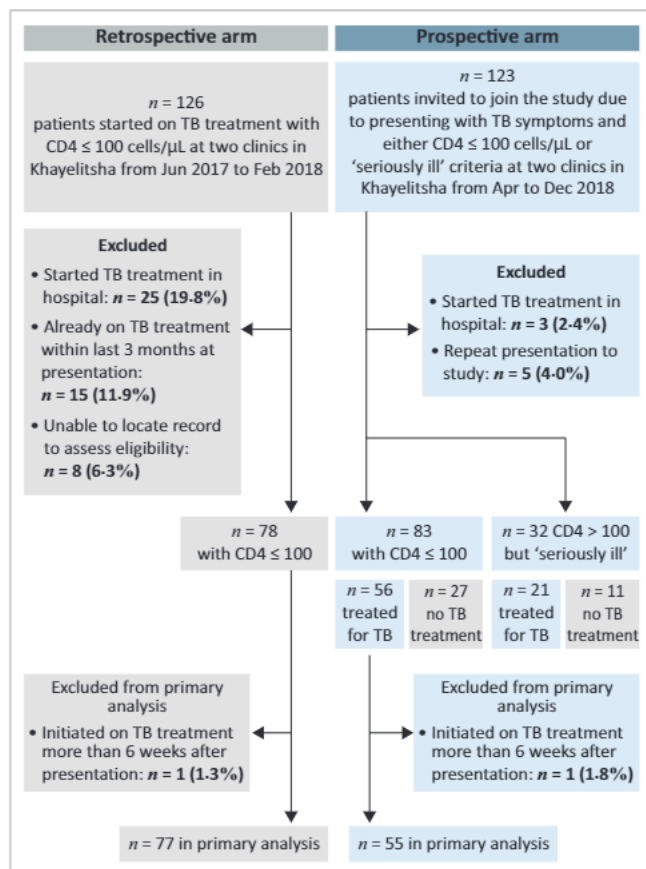 Retrospective arm
Prospective arm
n = 126
patients started on TB treatment with
CD4 ≤ 100 cells/µL at two clinics in
Khayelitsha from Jun 2017 to Feb 2018
n = 123
patients invited to join the study due
to presenting with TB symptoms and
either CD4 ≤ 100 cells/µL or
‘seriously ill’ criteria at two clinics in
Khayelitsha from Apr to Dec 2018
Excluded
• Started TB treatment in
hospital: n = 25 (19·8%)
• Already on TB treatment
within last 3 months at
presentation:
n = 15 (11·9%)
• Unable to locate record
to assess eligibility:
n = 8 (6·3%)
Excluded
• Started TB treatment in
hospital: n = 3 (2·4%)
• Repeat presentation to
study: n = 5 (4·0%)
n = 78
with CD4 ≤ 100
n = 83
with CD4 ≤ 100
n = 32 CD4 > 100
but ‘seriously ill’
n = 56
treated
for TB
n = 27
no TB
treatment
n = 21
treated
for TB
n = 11
no TB
treatment
Excluded from primary
analysis
• Initiated on TB treatment
more than 6 weeks after
presentation: n = 1 (1·3%)
Excluded from primary
analysis
• Initiated on TB treatment
more than 6 weeks after
presentation: n = 1 (1·8%)
n = 77 in primary analysis
n = 55 in primary analysis